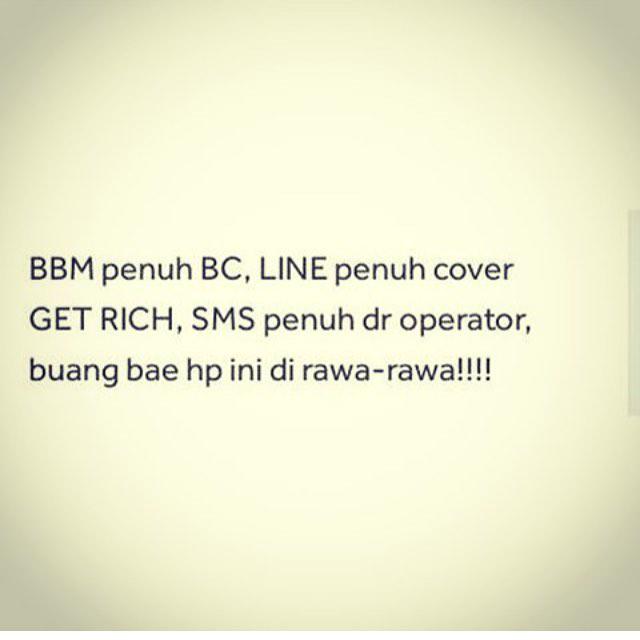 BBM penuh BC, LINE penuh cover
GET RICH, SMS penuh dr operator,
buang bae hp ini di rawa-rawa!!!!